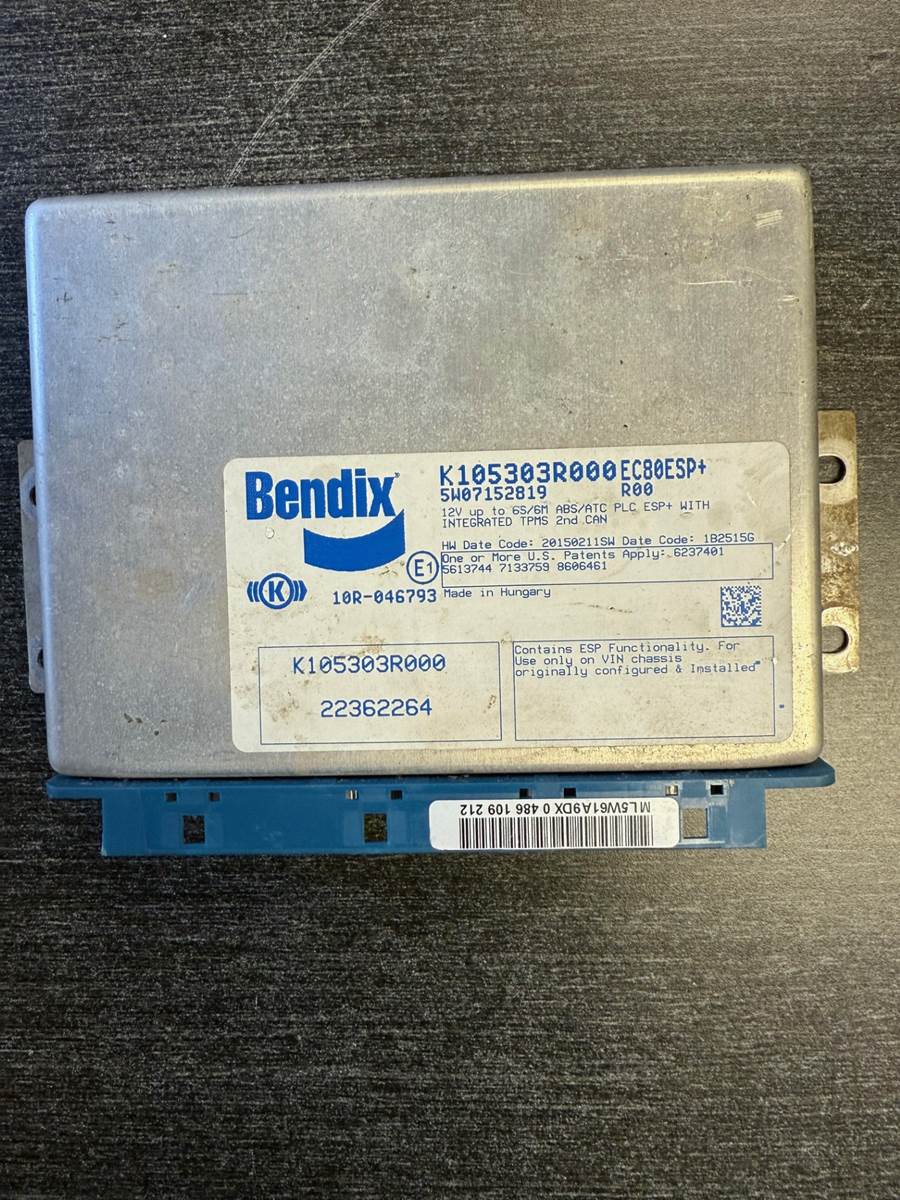 Bendix®
K105303R000 EC80ESP+
5W07152819 R00
12V up to 6S/6M ABS/ATC PLC ESP+ WITH
INTEGRATED TPMS 2nd CAN
HW Date Code: 20150211SW Date Code: 1B2515G
One or More U.S. Patents Apply: 6237401
5613744 7133759 8606461
E1
K
10R-046793 Made in Hungary
K105303R000
22362264
Contains ESP Functionality. For
Use only on VIN chassis
originally configured & Installed
ML5W61A9DX 0 486 109 212